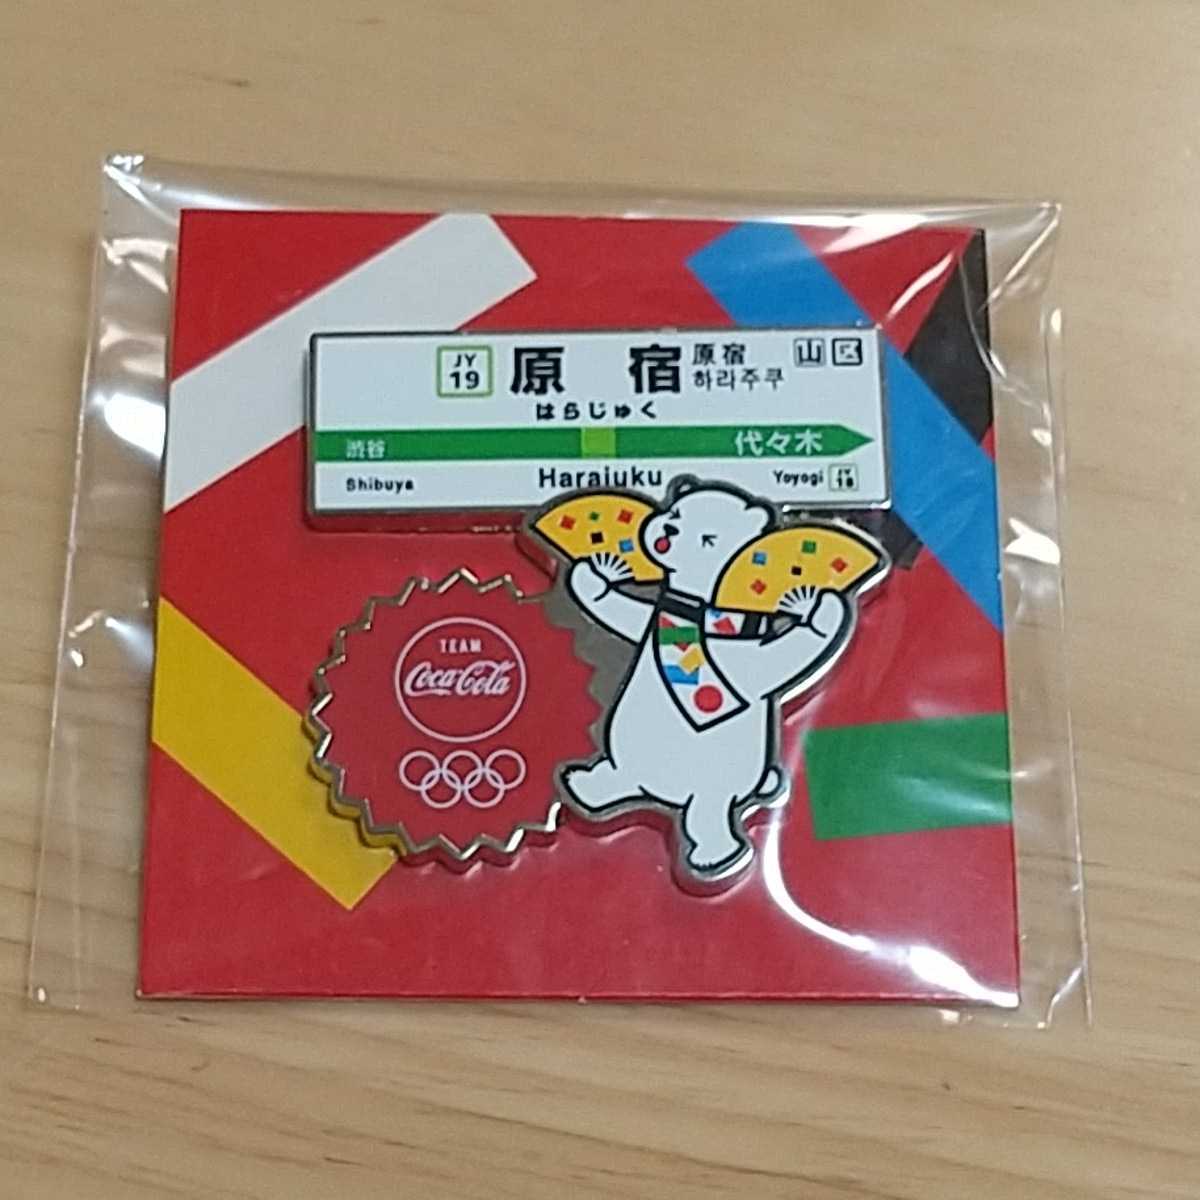 JY
19
原宿
原宿
하라주쿠
山 区
はらじゅく
渋谷
代々木
Shibuya
Harajuku
Yoyogi
JY
18
TEAM
Coca-Cola